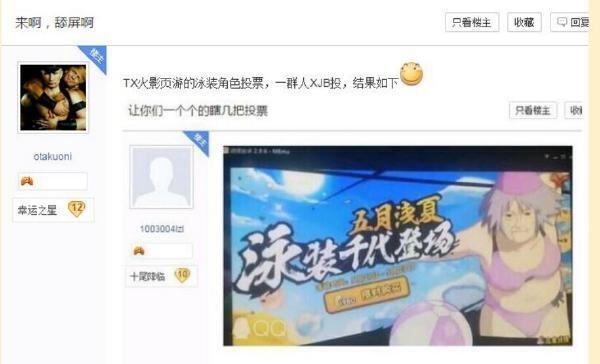 来啊，舔屏啊
只看楼主
收藏
回复
楼主
TX火影页游的泳装角色投票，一群人XJB投，结果如下
让你们一个个的瞎几把投票
只看楼主
otakuoni
幸运之星 12
楼主
1003004lzl
十尾降临 10
五月浅夏
泳装千代登场
QQ